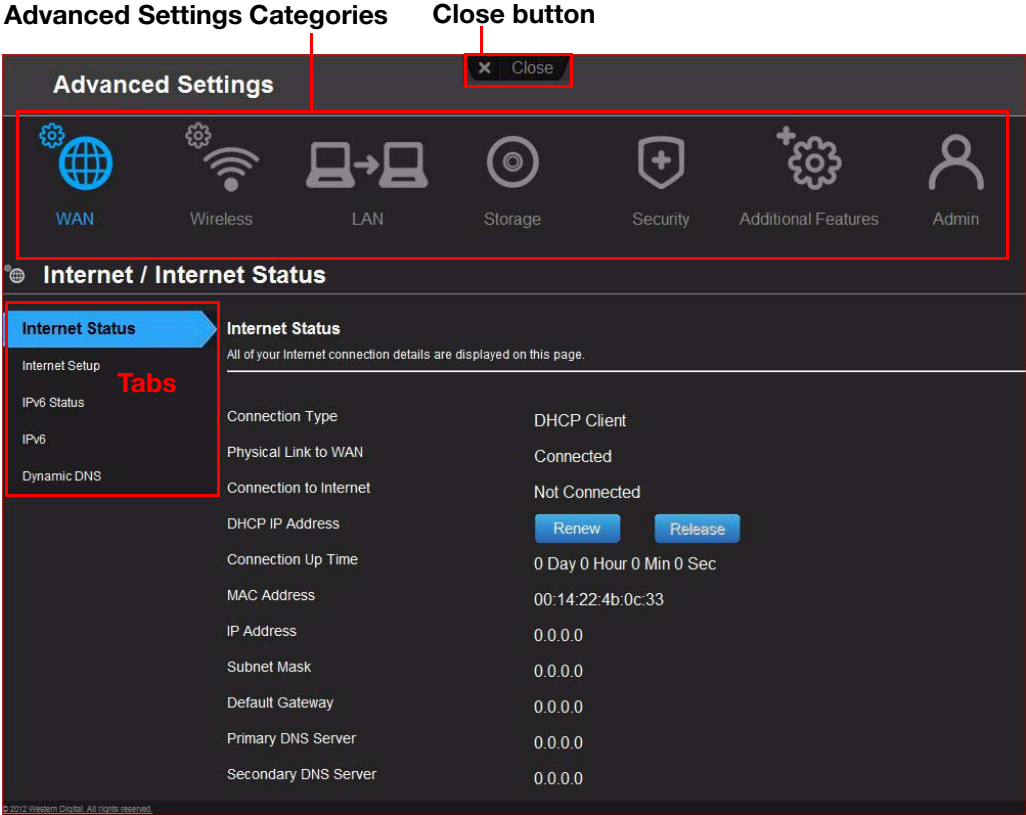 Advanced Settings Categories Close button
Advanced Settings
Close
WAN Wireless LAN Storage Security Additional Features Admin
Internet / Internet Status
Internet Status
Internet Setup
IPv6 Status
IPv6
Dynamic DNS
Tabs
Internet Status
All of your Internet connection details are displayed on this page.
Connection Type DHCP Client
Physical Link to WAN Connected
Connection to Internet Not Connected
DHCP IP Address Renew Release
Connection Up Time 0 Day 0 Hour 0 Min 0 Sec
MAC Address 00:14:22:4b:0c:33
IP Address 0.0.0.0
Subnet Mask 0.0.0.0
Default Gateway 0.0.0.0
Primary DNS Server 0.0.0.0
Secondary DNS Server 0.0.0.0
© 2012 Western Digital. All rights reserved.